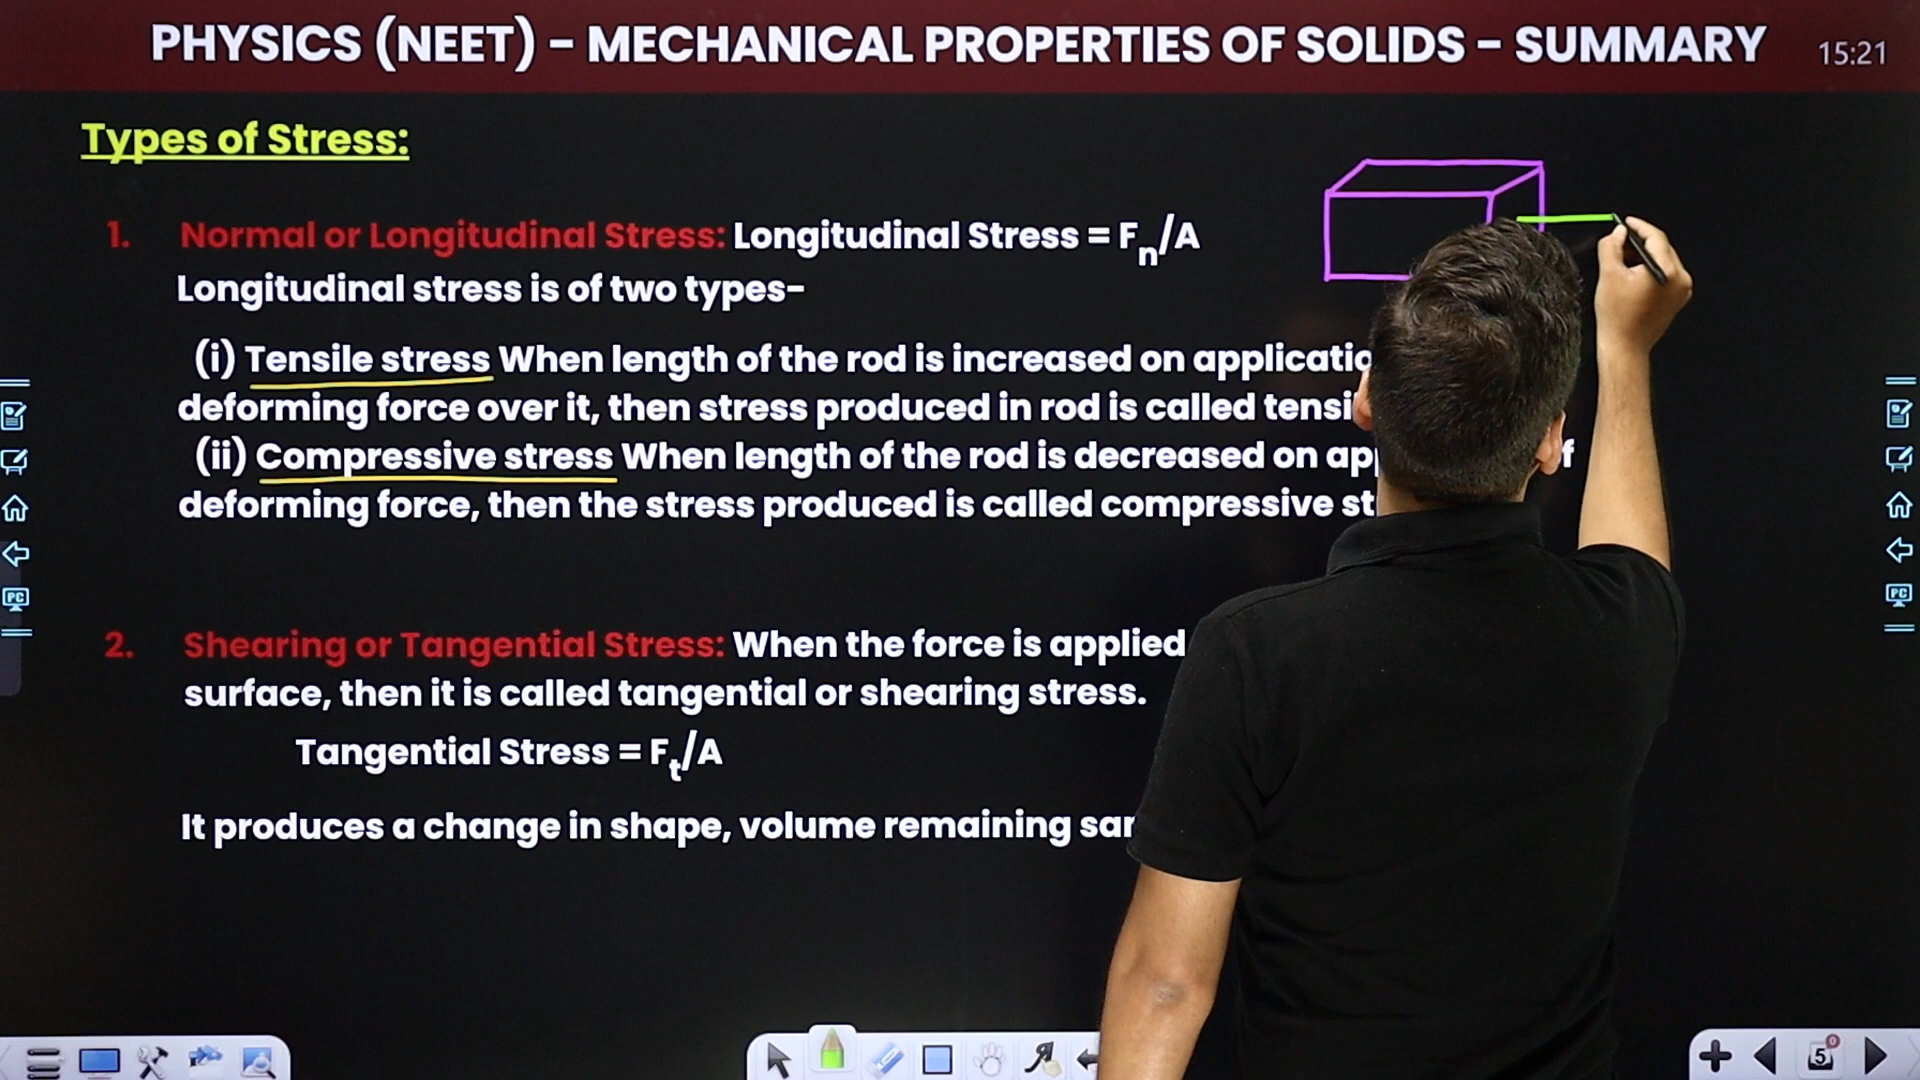 PHYSICS (NEET) - MECHANICAL PROPERTIES OF SOLIDS - SUMMARY
15:21
Types of Stress:
1. Normal or Longitudinal Stress: Longitudinal Stress = Fn/A
Longitudinal stress is of two types-
(i) Tensile stress When length of the rod is increased on
deforming force over it, then stress produced in rod is called
(ii) Compressive stress When length of the rod is decreased on
deforming force, then the stress produced is called compressive
2. Shearing or Tangential Stress: When the force is applied
surface, then it is called tangential or shearing stress.
Tangential Stress = Ft/A
It produces a change in shape, volume remaining
PC
PC
5
0